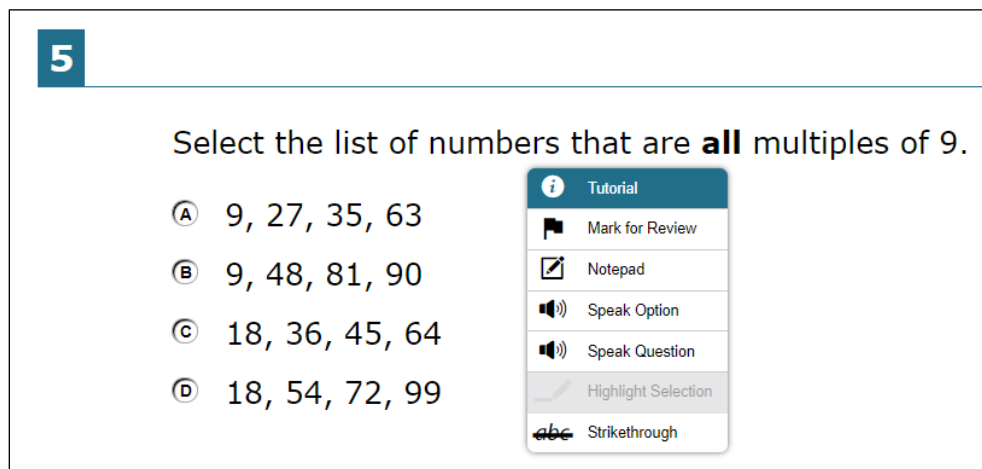 5
Select the list of numbers that are all multiples of 9.
A 9, 27, 35, 63
B 9, 48, 81, 90
C 18, 36, 45, 64
D 18, 54, 72, 99
i Tutorial
Mark for Review
Notepad
Speak Option
Speak Question
Highlight Selection
abc Strikethrough